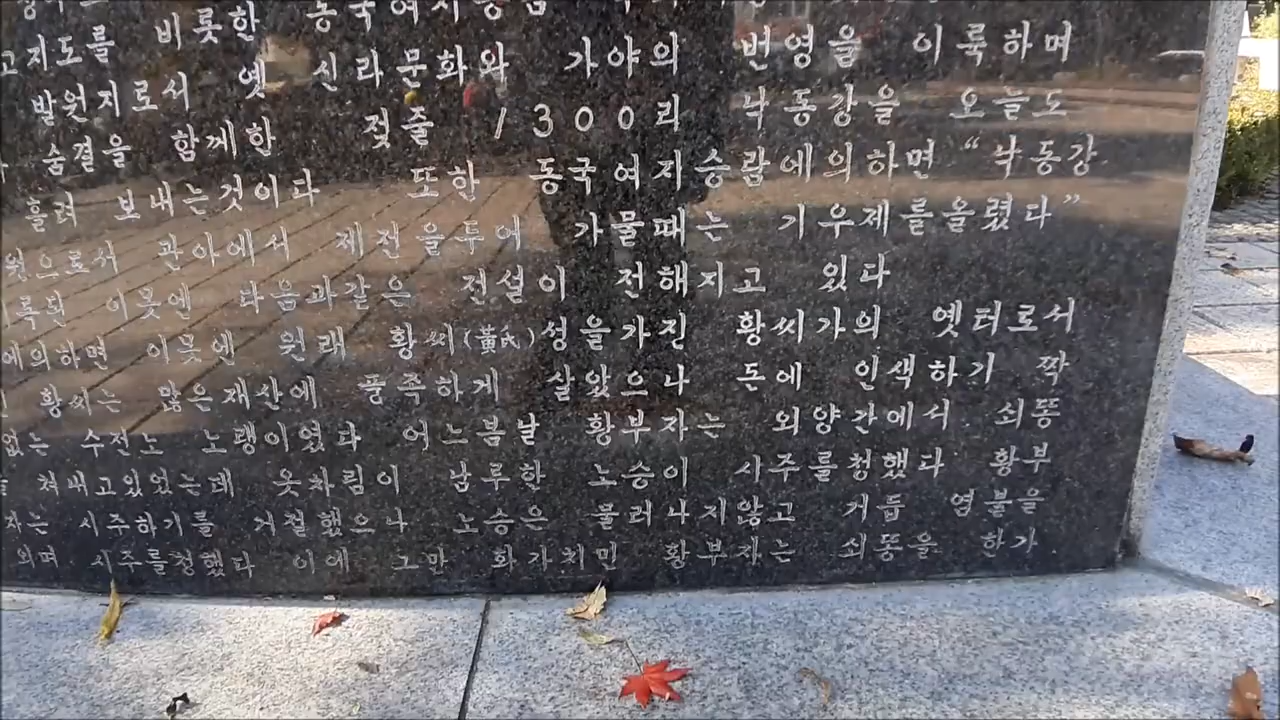 고지도를 비롯한 동국여지승람
발원지로서 옛 신라문화와 가야의 번영을 이룩하며
숨결을 함께한 젖줄 1300리 낙동강을 오늘도
흘려 보내는것이다 또한 동국여지승람에의하면 “낙동강
원으로서 관아에서 제전을두어 가물때는 기우제를올렸다”
이못엔 다음과같은 전설이 전해지고 있다
에의하면 이못엔 원래 황씨(黃氏)성을가진 황씨가의 옛터로서
황씨는 많은재산에 풍족하게 살았으나 돈에 인색하기 짝
없는 수전노 노랭이였다 어느봄날 황부자는 외양간에서 쇠똥
쳐내고있었는데 옷차림이 남루한 노승이 시주를청했다 황부
자는 시주하기를 거절했으나 노승은 물러나지않고 거듭 염불을
외며 시주를청했다 이에 그만 화가치민 황부자는 쇠똥을 한가